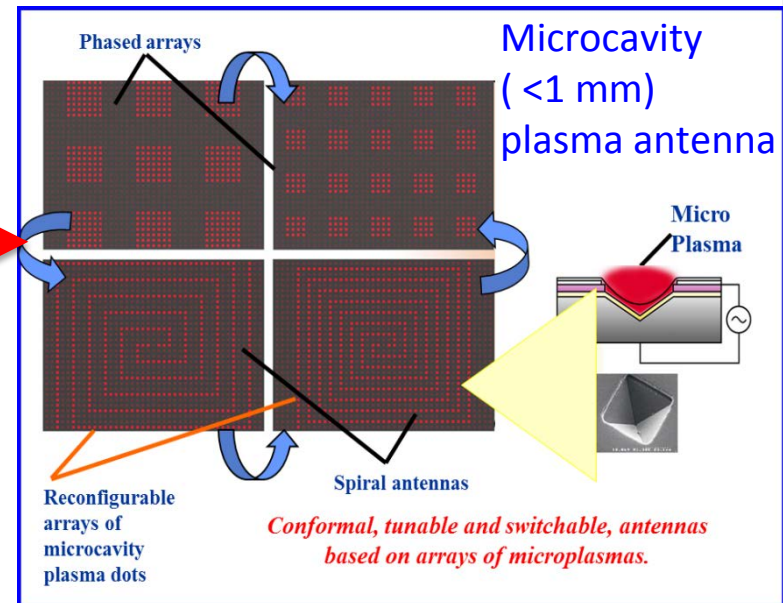 Phased arrays
Microcavity
( <1 mm)
plasma antenna
Micro
Plasma
Spiral antennas
Reconfigurable
arrays of
microcavity
plasma dots
Conformal, tunable and switchable, antennas
based on arrays of microplasmas.